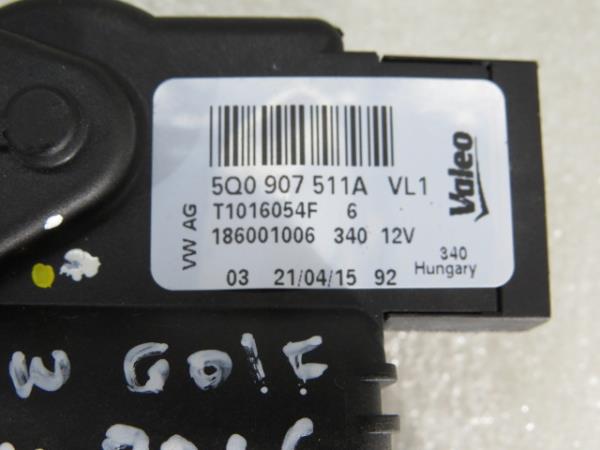 5Q0 907 511A VL1
T1016054F 6
186001006 340 12V
03 21/04/15 92
VW AG
Valeo
340
Hungary
W GOLF